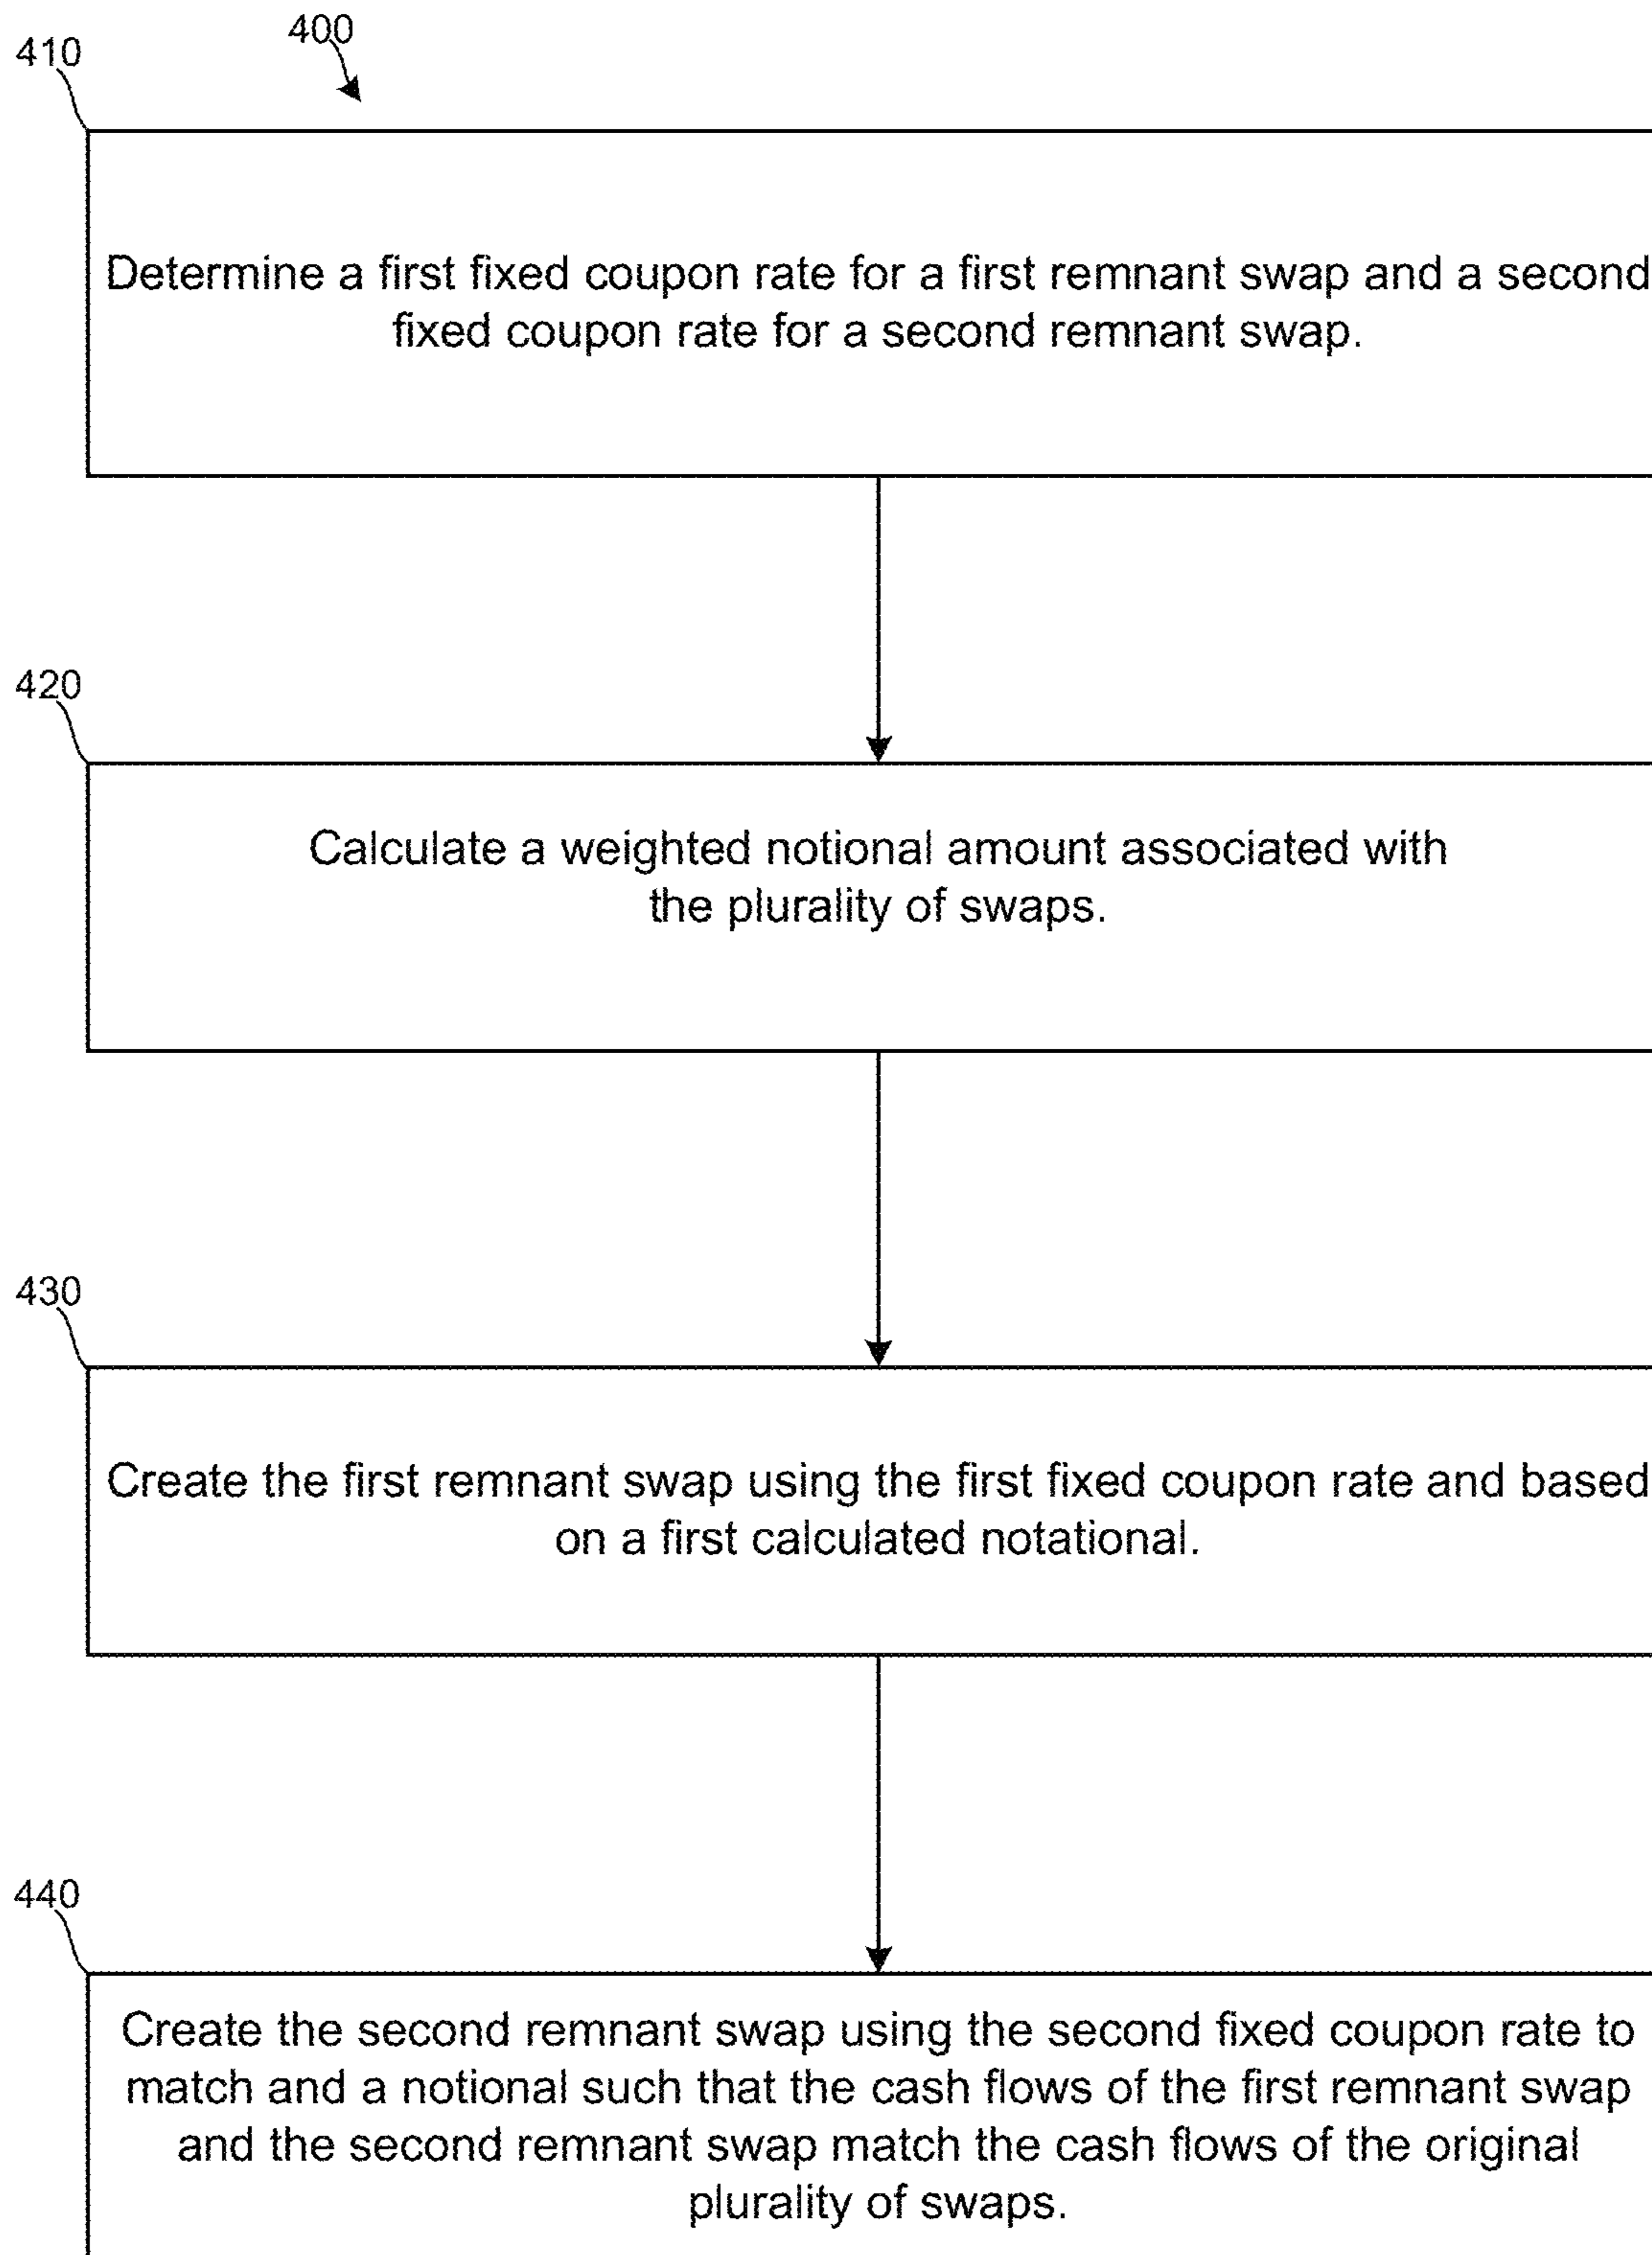 400
410
Determine a first fixed coupon rate for a first remnant swap and a second
fixed coupon rate for a second remnant swap.
420
Calculate a weighted notional amount associated with
the plurality of swaps.
430
Create the first remnant swap using the first fixed coupon rate and based
on a first calculated notational.
440
Create the second remnant swap using the second fixed coupon rate to
match and a notional such that the cash flows of the first remnant swap
and the second remnant swap match the cash flows of the original
plurality of swaps.